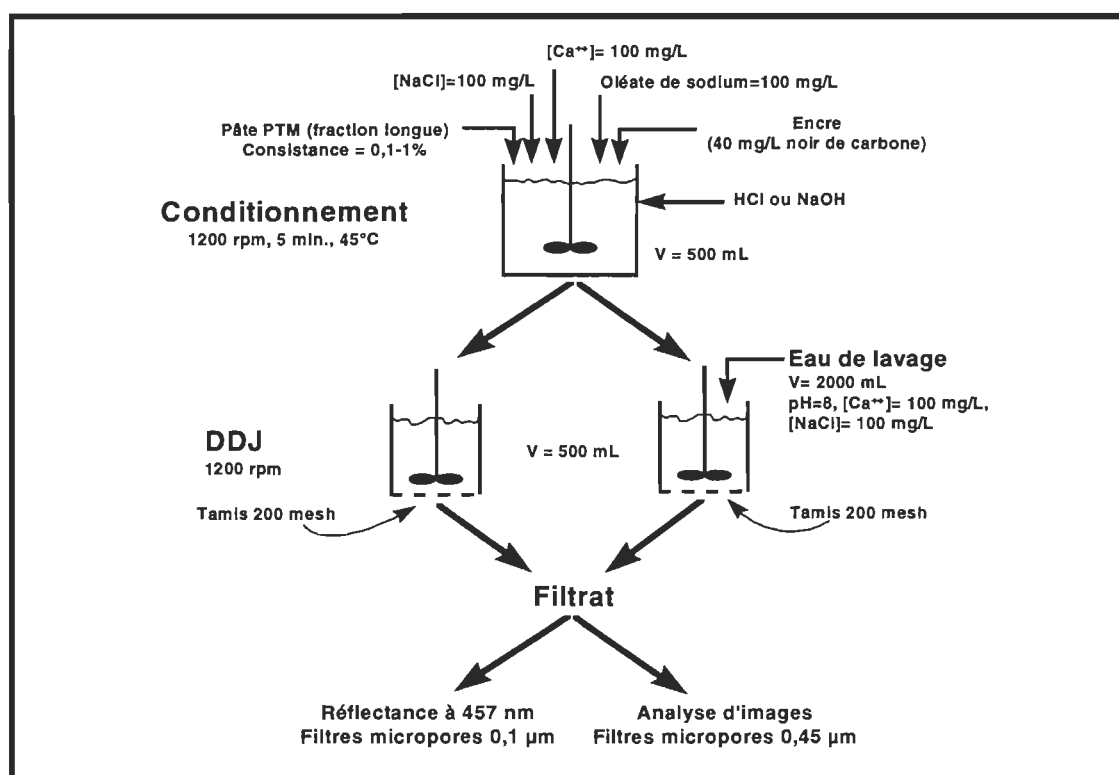 [Ca⁺⁺]= 100 mg/L
[NaCl]=100 mg/L
Oléate de sodium=100mg/L
Pâte PTM (fraction longue)
Consistance = 0,1-1%
Encre
(40 mg/L noir de carbone)
HCl ou NaOH
Conditionnement
1200 rpm, 5 min., 45°C
V = 500 mL
Eau de lavage
V= 2000 mL
pH=8, [Ca⁺⁺]= 100 mg/L,
[NaCl]= 100 mg/L
DDJ
1200 rpm
V = 500 mL
Tamis 200 mesh
Tamis 200 mesh
Filtrat
Réflectance à 457 nm
Filtres micropores 0,1 µm
Analyse d'images
Filtres micropores 0,45 µm